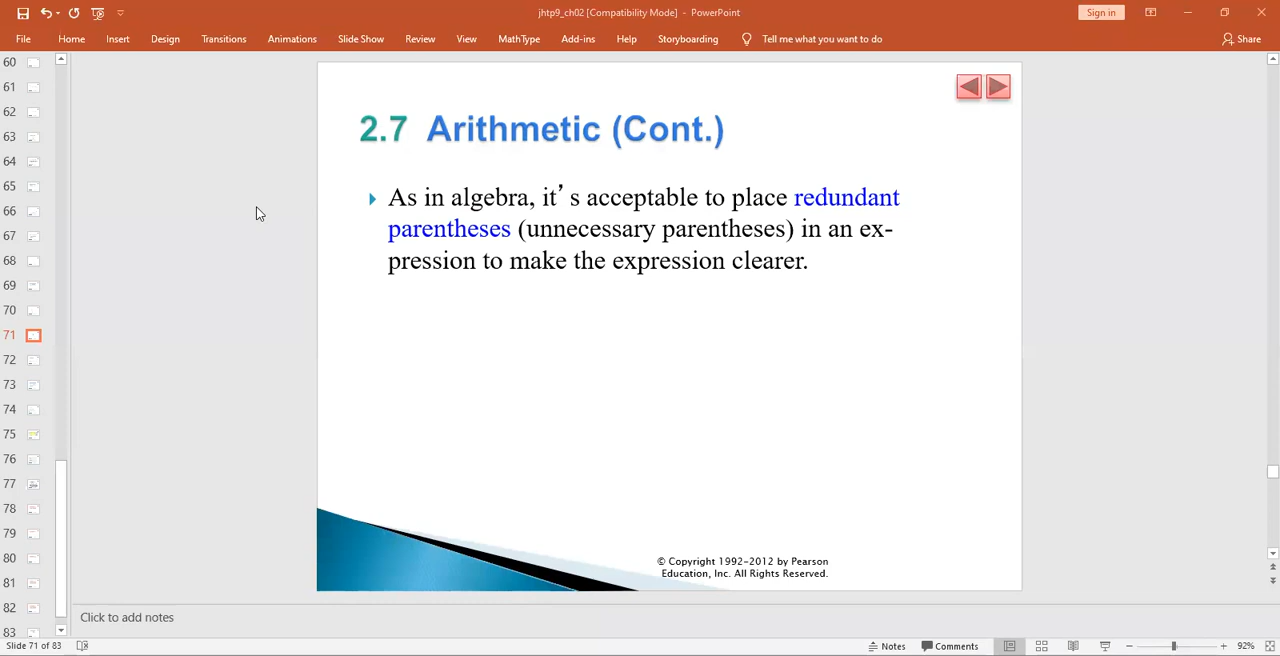 jhtp9_ch02 [Compatibility Mode] - PowerPoint
Sign in
File Home Insert Design Transitions Animations Slide Show Review View MathType Add-ins Help Storyboarding Tell me what you want to do Share
60
61
62
63
64
65
66
67
68
69
70
71
72
73
74
75
76
77
78
79
80
81
82
83
2.7 Arithmetic (Cont.)
As in algebra, it’s acceptable to place redundant
parentheses (unnecessary parentheses) in an ex-
pression to make the expression clearer.
© Copyright 1992-2012 by Pearson
Education, Inc. All Rights Reserved.
Click to add notes
Slide 71 of 83 Notes Comments 92%